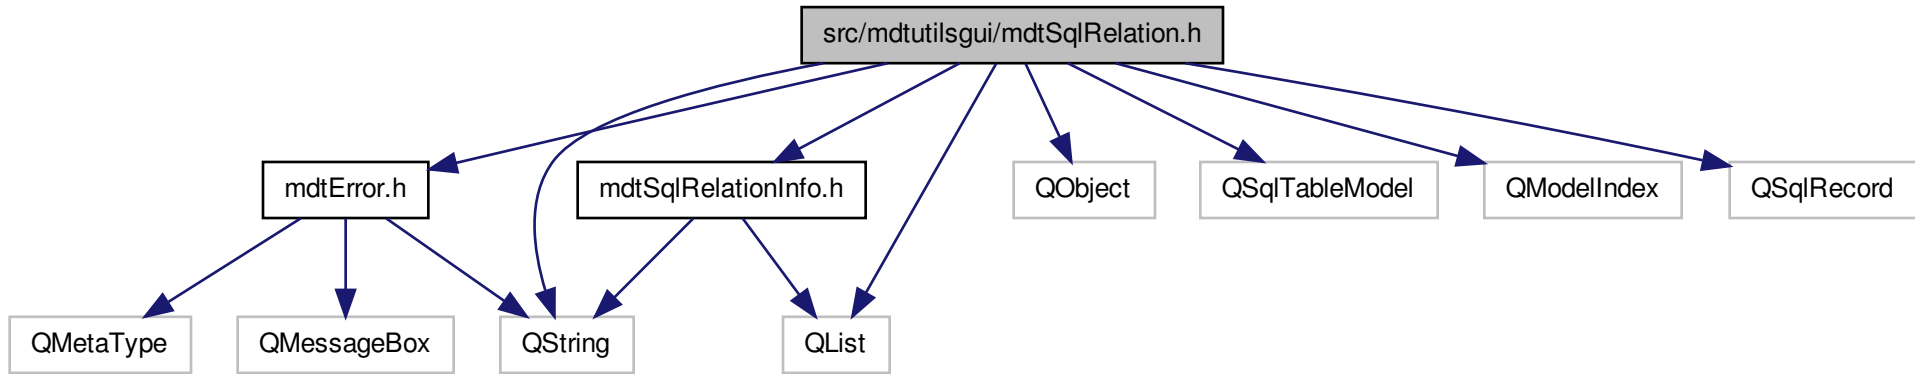 src/mdtutilsgui/mdtSqlRelation.h
mdtError.h
mdtSqlRelationInfo.h
QObject
QSqlTableModel
QModelIndex
QSqlRecord
QMetaType
QMessageBox
QString
QList